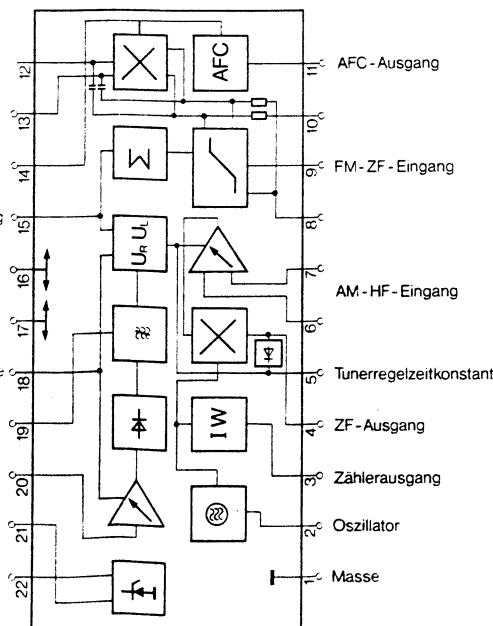 12
13
14
15
16
17
18
19
20
21
22
AFC
Σ
U_R U_L
I W
11 AFC-Ausgang
10
9 FM-ZF-Eingang
8
7
AM-HF-Eingang
6
5 Tunerregelzeitkonstant
4 ZF-Ausgang
3 Zählerausgang
2 Oszillator
1 Masse